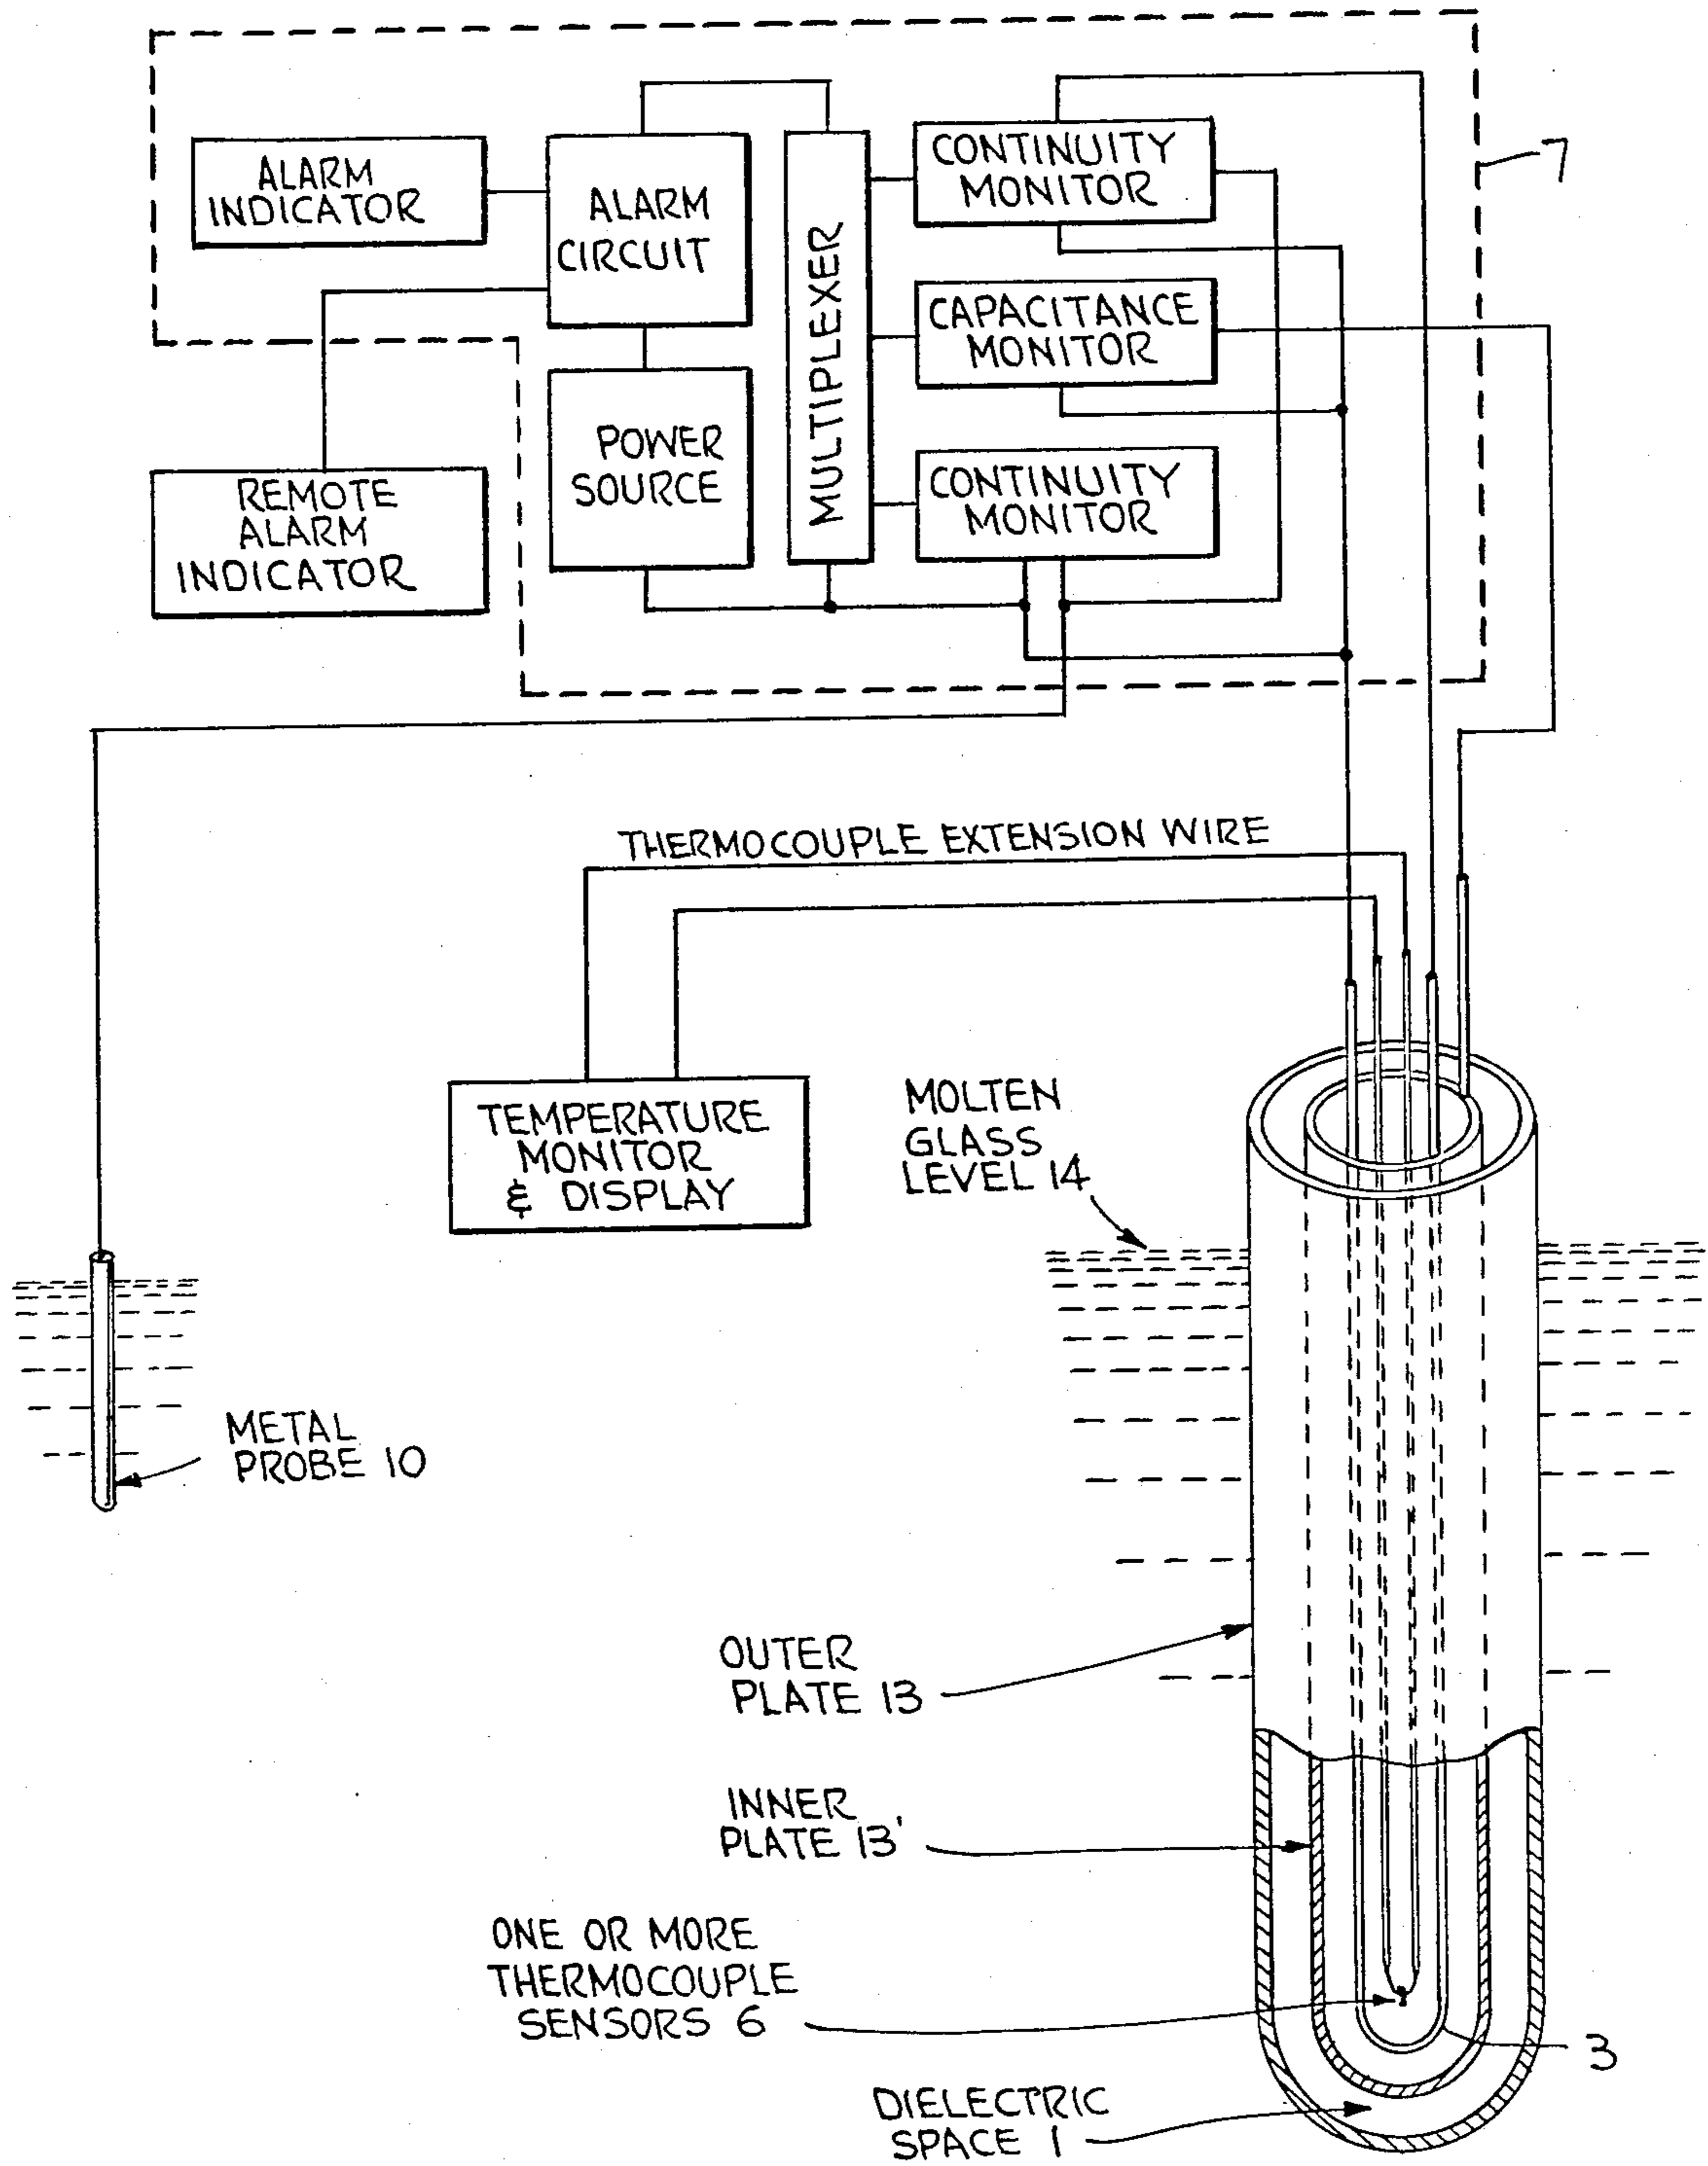 ALARM
INDICATOR
ALARM
CIRCUIT
MULTIPLEXER
CONTINUITY
MONITOR
7
CAPACITANCE
MONITOR
POWER
SOURCE
CONTINUITY
MONITOR
REMOTE
ALARM
INDICATOR
THERMOCOUPLE EXTENSION WIRE
TEMPERATURE
MONITOR
& DISPLAY
MOLTEN
GLASS
LEVEL 14
METAL
PROBE 10
OUTER
PLATE 13
INNER
PLATE 13'
ONE OR MORE
THERMOCOUPLE
SENSORS 6
3
DIELECTRIC
SPACE 1